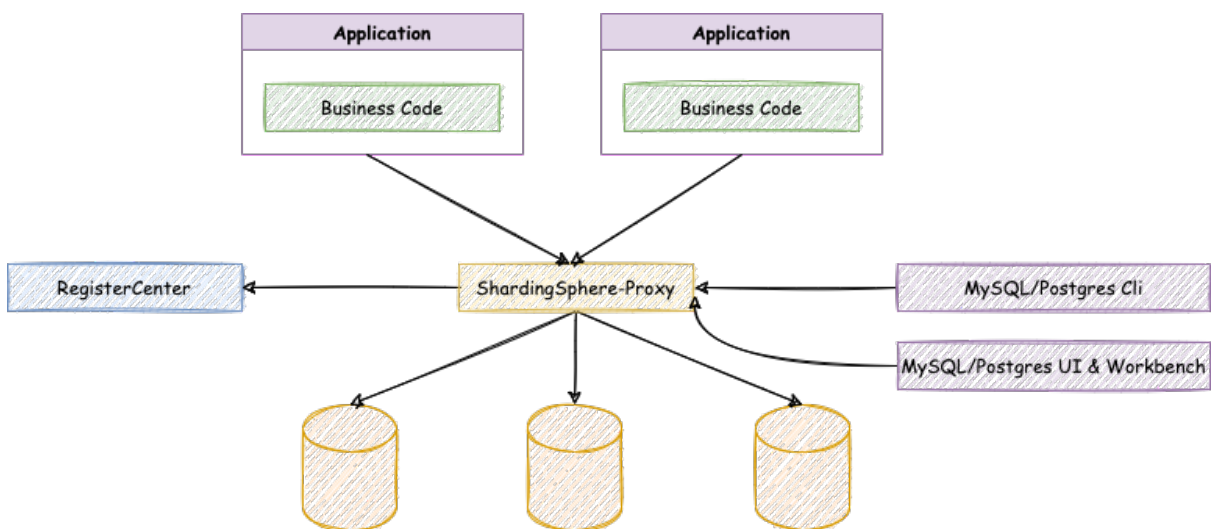 Application
Application
Business Code
Business Code
RegisterCenter
ShardingSphere-Proxy
MySQL/Postgres Cli
MySQL/Postgres UI & Workbench